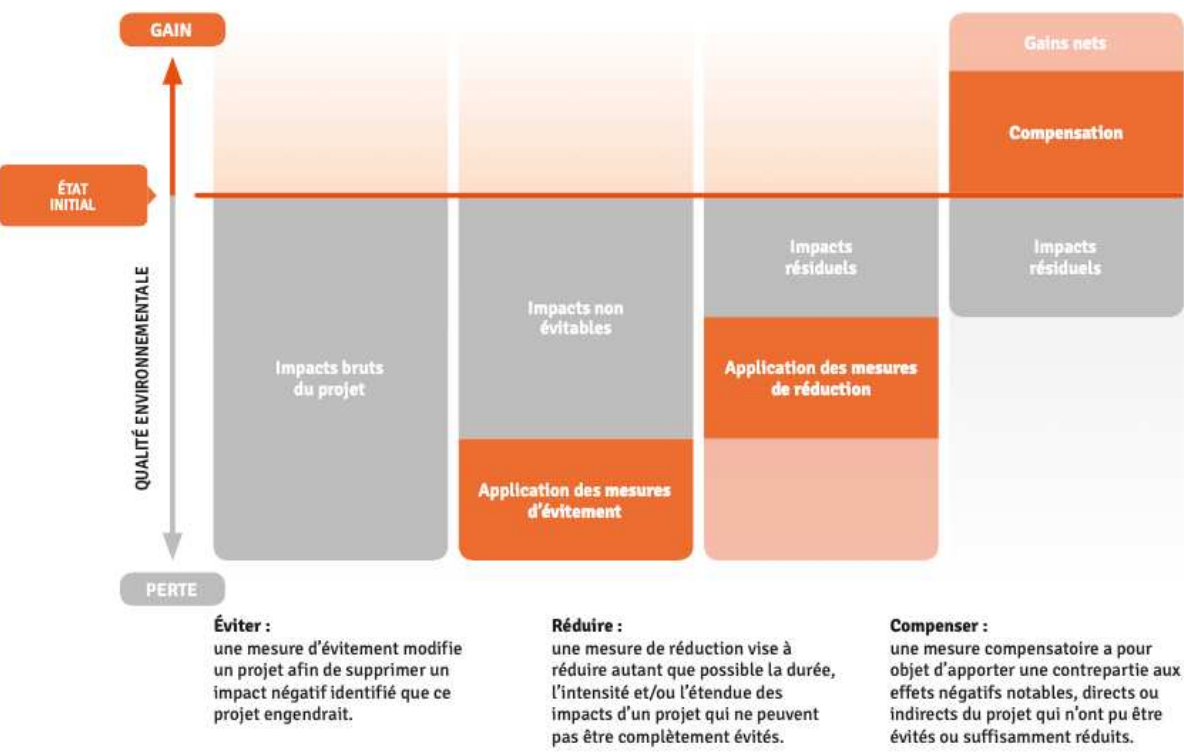 GAIN
ÉTAT
INITIAL
QUALITÉ ENVIRONNEMENTALE
PERTE
Impacts bruts
du projet
Impacts non
évitables
Application des mesures
d'évitement
Impacts
résiduels
Application des mesures
de réduction
Gains nets
Compensation
Impacts
résiduels
Éviter :
une mesure d'évitement modifie
un projet afin de supprimer un
impact négatif identifié que ce
projet engendrait.
Réduire :
une mesure de réduction vise à
réduire autant que possible la durée,
l'intensité et/ou l'étendue des
impacts d'un projet qui ne peuvent
pas être complètement évités.
Compenser :
une mesure compensatoire a pour
objet d'apporter une contrepartie aux
effets négatifs notables, directs ou
indirects du projet qui n'ont pu être
évités ou suffisamment réduits.